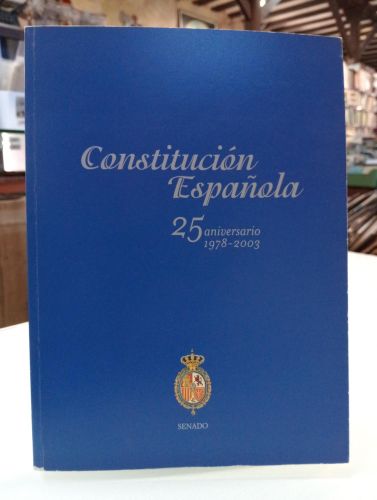 Constitución
Española
25 aniversario
1978-2003
SENADO